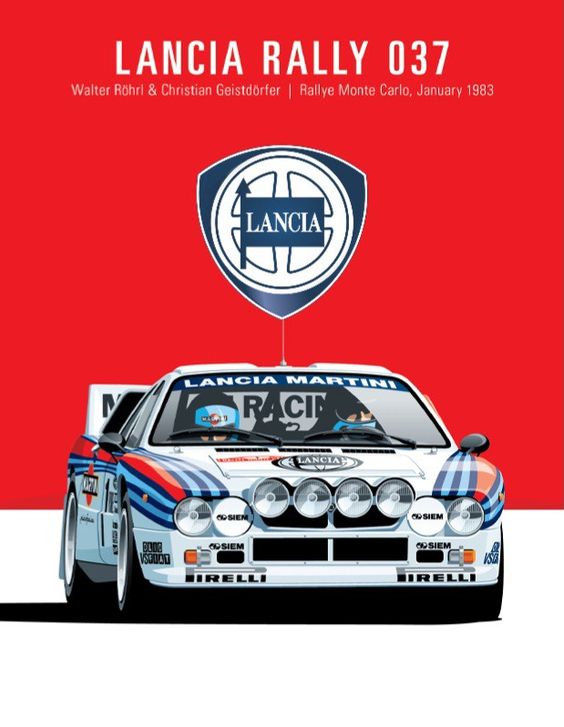 LANCIA RALLY 037
Walter Röhrl & Christian Geistdörfer | Rallye Monte Carlo, January 1983
LANCIA
LANCIA MARTINI
RACIN
LANCIA
MARTINI
SIEM
SIEM
SIEM
SIEM
PIRELLI
PIRELLI